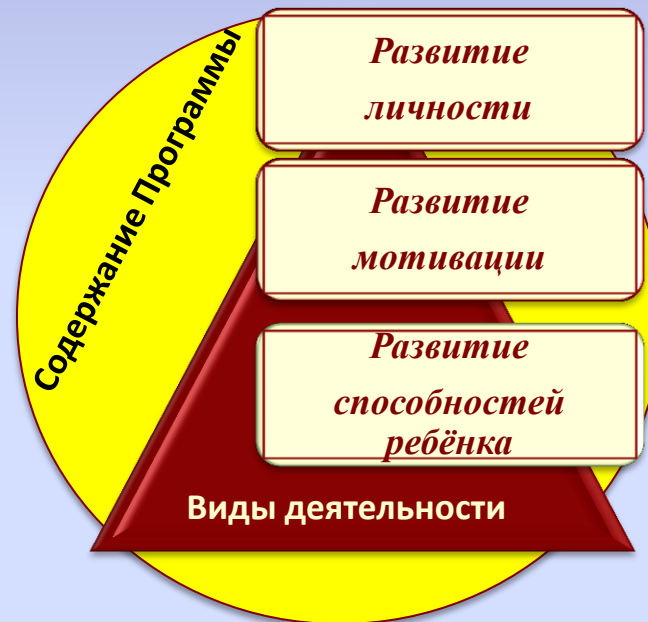 Содержание Программы
Развитие
личности
Развитие
мотивации
Развитие
способностей
ребёнка
Виды деятельности